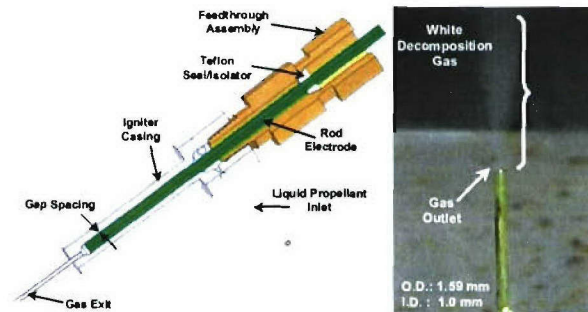 Feedthrough
Assembly
Teflon
Seal/Isolator
Igniter
Casing
Rod
Electrode
Gap Spacing
Liquid Propellant
Inlet
Gas Exit
White
Decomposition
Gas
Gas
Outlet
O.D.: 1.59 mm
I.D. : 1.0 mm